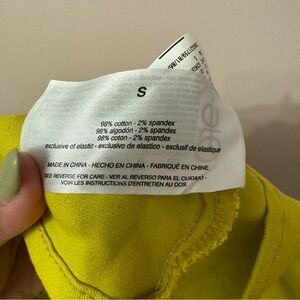 S
98% cotton - 2% spandex
98% algodón - 2% spandex
98% cotton - 2% spandex
exclusive of elastic - exclusivo de elastico - exclusif de elastique
MADE IN CHINA - HECHO EN CHINA - FABRIQUÉ EN CHINE
SEE REVERSE FOR CARE - VER AL REVERSO PARA EL CUIDADO -
VOIR LES INSTRUCTIONS D'ENTRETIEN AU DOS